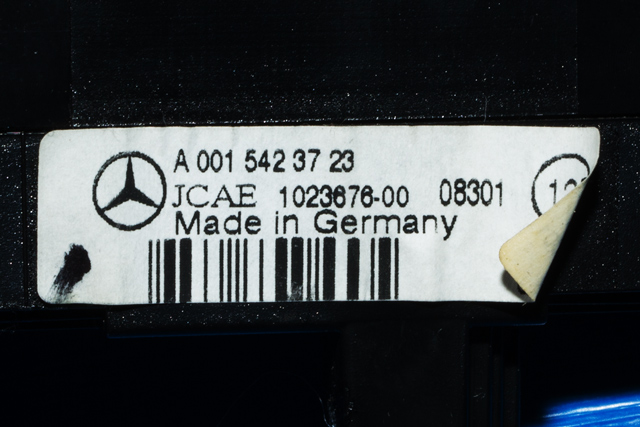 A 001 542 37 23
JCAE 1023676-00 08301
Made in Germany